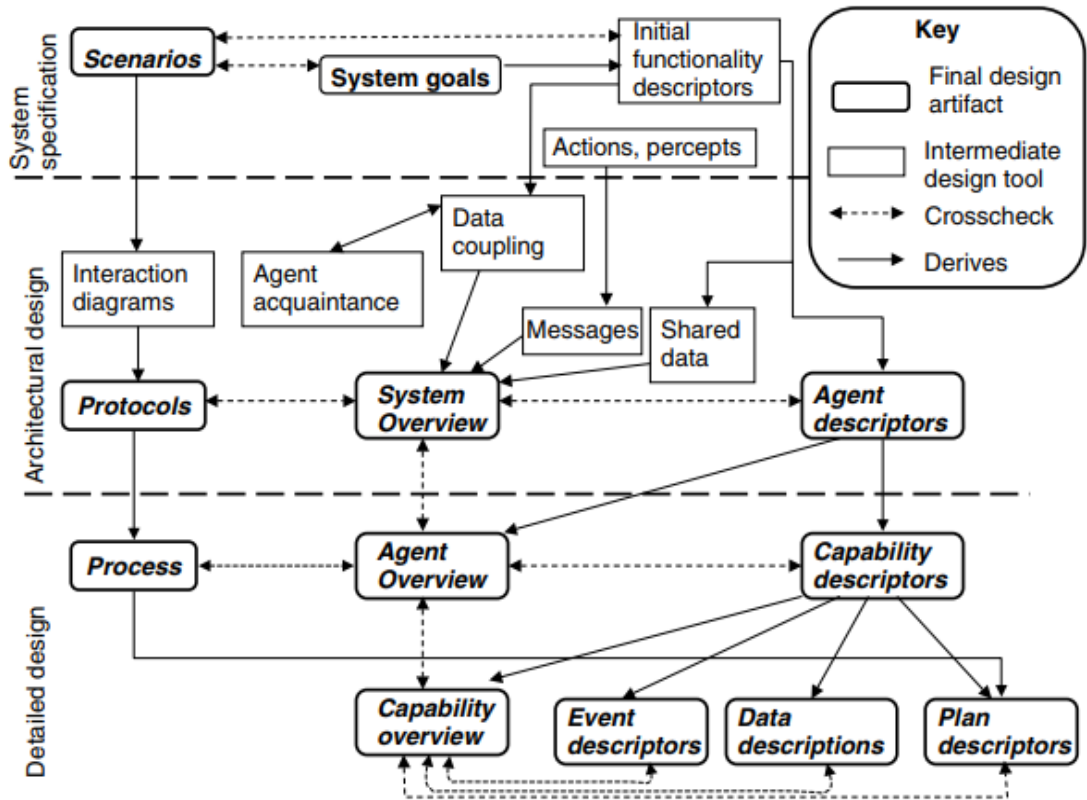 System
specification
Scenarios
System goals
Initial
functionality
descriptors
Actions, percepts
Key
Final design
artifact
Intermediate
design tool
Crosscheck
Derives
Architectural design
Interaction
diagrams
Agent
acquaintance
Data
coupling
Messages
Shared
data
Protocols
System
Overview
Agent
descriptors
Detailed design
Process
Agent
Overview
Capability
descriptors
Capability
overview
Event
descriptors
Data
descriptions
Plan
descriptors